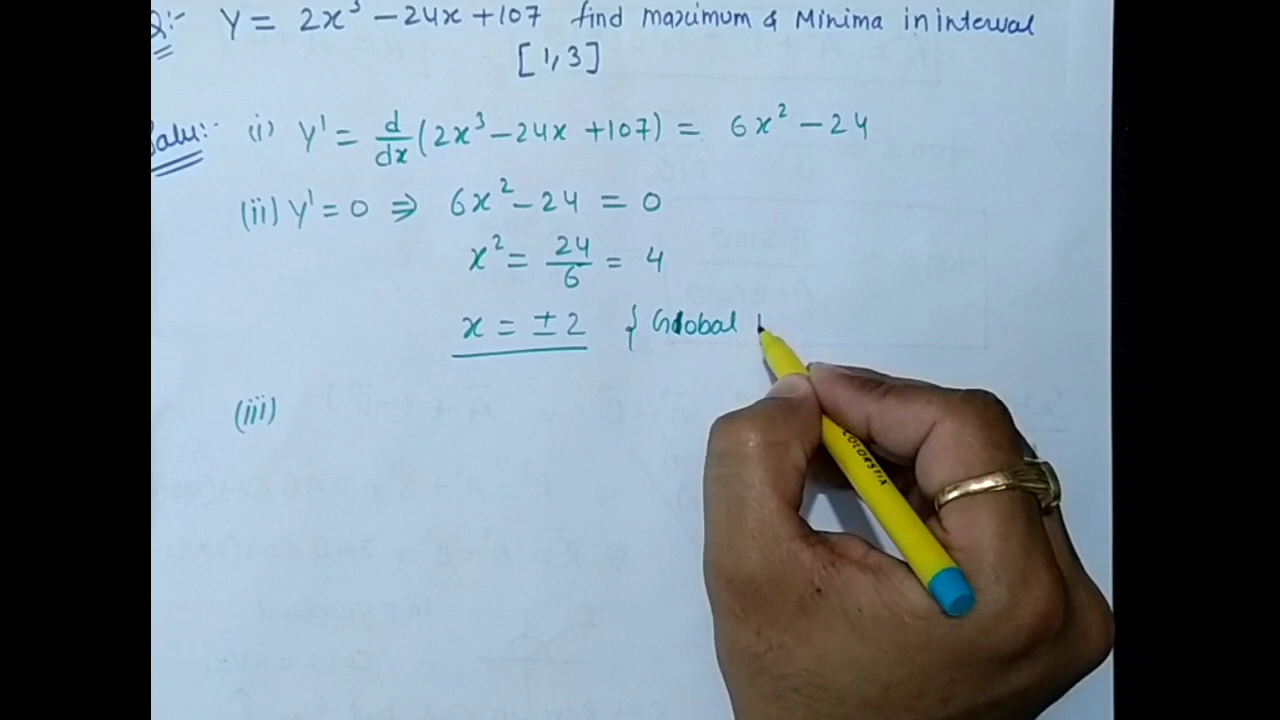 Q:- Y = 2x³ - 24x + 107 find maximum & Minima in interval
[1, 3]
Solu:- (i) Y' = d/dx (2x³ - 24x + 107) = 6x² - 24
(ii) Y' = 0 ⇒ 6x² - 24 = 0
x² = 24/6 = 4
x = ±2 { Global
(iii)
COLORSTIX